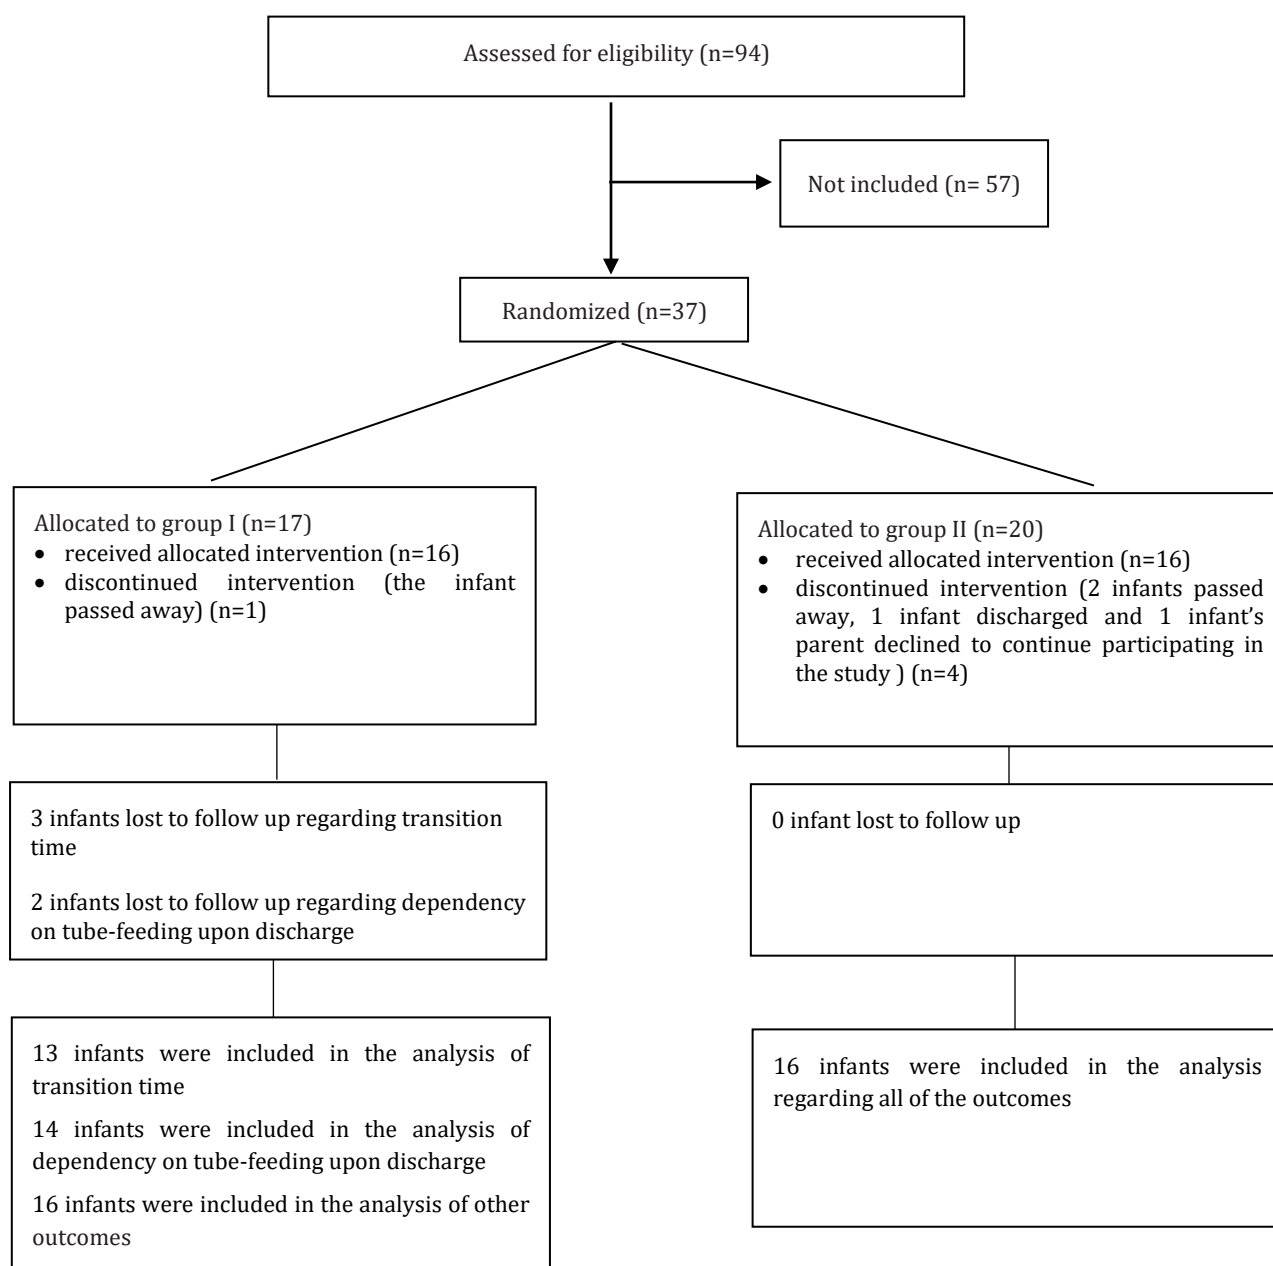 Assessed for eligibility (n=94)
Not included (n= 57)
Randomized (n=37)
Allocated to group I (n=17)
• received allocated intervention (n=16)
• discontinued intervention (the infant
passed away) (n=1)
Allocated to group II (n=20)
• received allocated intervention (n=16)
• discontinued intervention (2 infants passed
away, 1 infant discharged and 1 infant’s
parent declined to continue participating in
the study ) (n=4)
3 infants lost to follow up regarding transition
time
2 infants lost to follow up regarding dependency
on tube-feeding upon discharge
0 infant lost to follow up
13 infants were included in the analysis of
transition time
14 infants were included in the analysis of
dependency on tube-feeding upon discharge
16 infants were included in the analysis of other
outcomes
16 infants were included in the analysis
regarding all of the outcomes